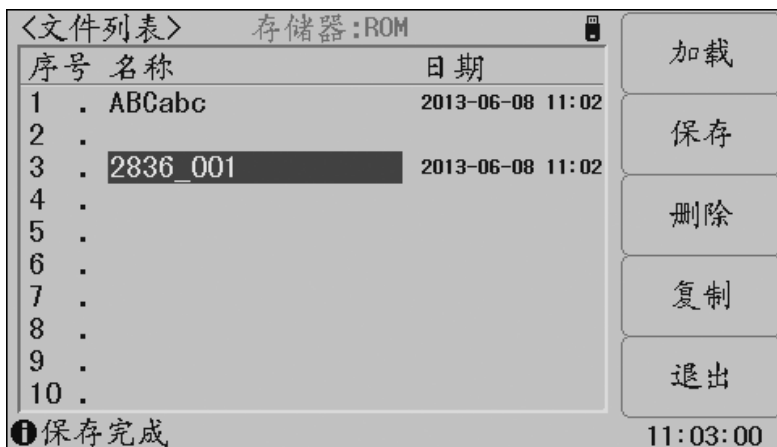 <文件列表> 存储器:ROM
序号 名称 日期
1 . ABCabc 2013-06-08 11:02
2 .
3 . 2836_001 2013-06-08 11:02
4 .
5 .
6 .
7 .
8 .
9 .
10 .
保存完成
加载
保存
删除
复制
退出
11:03:00